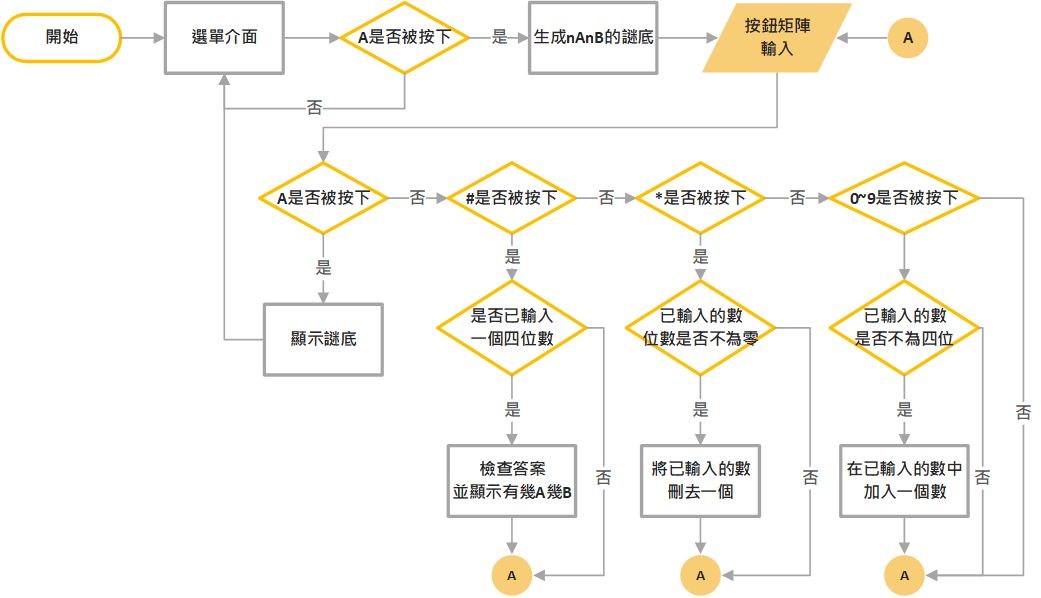 開始
選單介面
A是否被按下
是
生成nAnB的謎底
按鈕矩陣
輸入
A
否
A是否被按下
否
#是否被按下
否
*是否被按下
否
0~9是否被按下
是
是
是
顯示謎底
是否已輸入
一個四位數
已輸入的數
位數是否不為零
已輸入的數
是否不為四位
是
是
是
否
檢查答案
並顯示有幾A幾B
否
將已輸入的數
刪去一個
否
在已輸入的數中
加入一個數
否
A
A
A